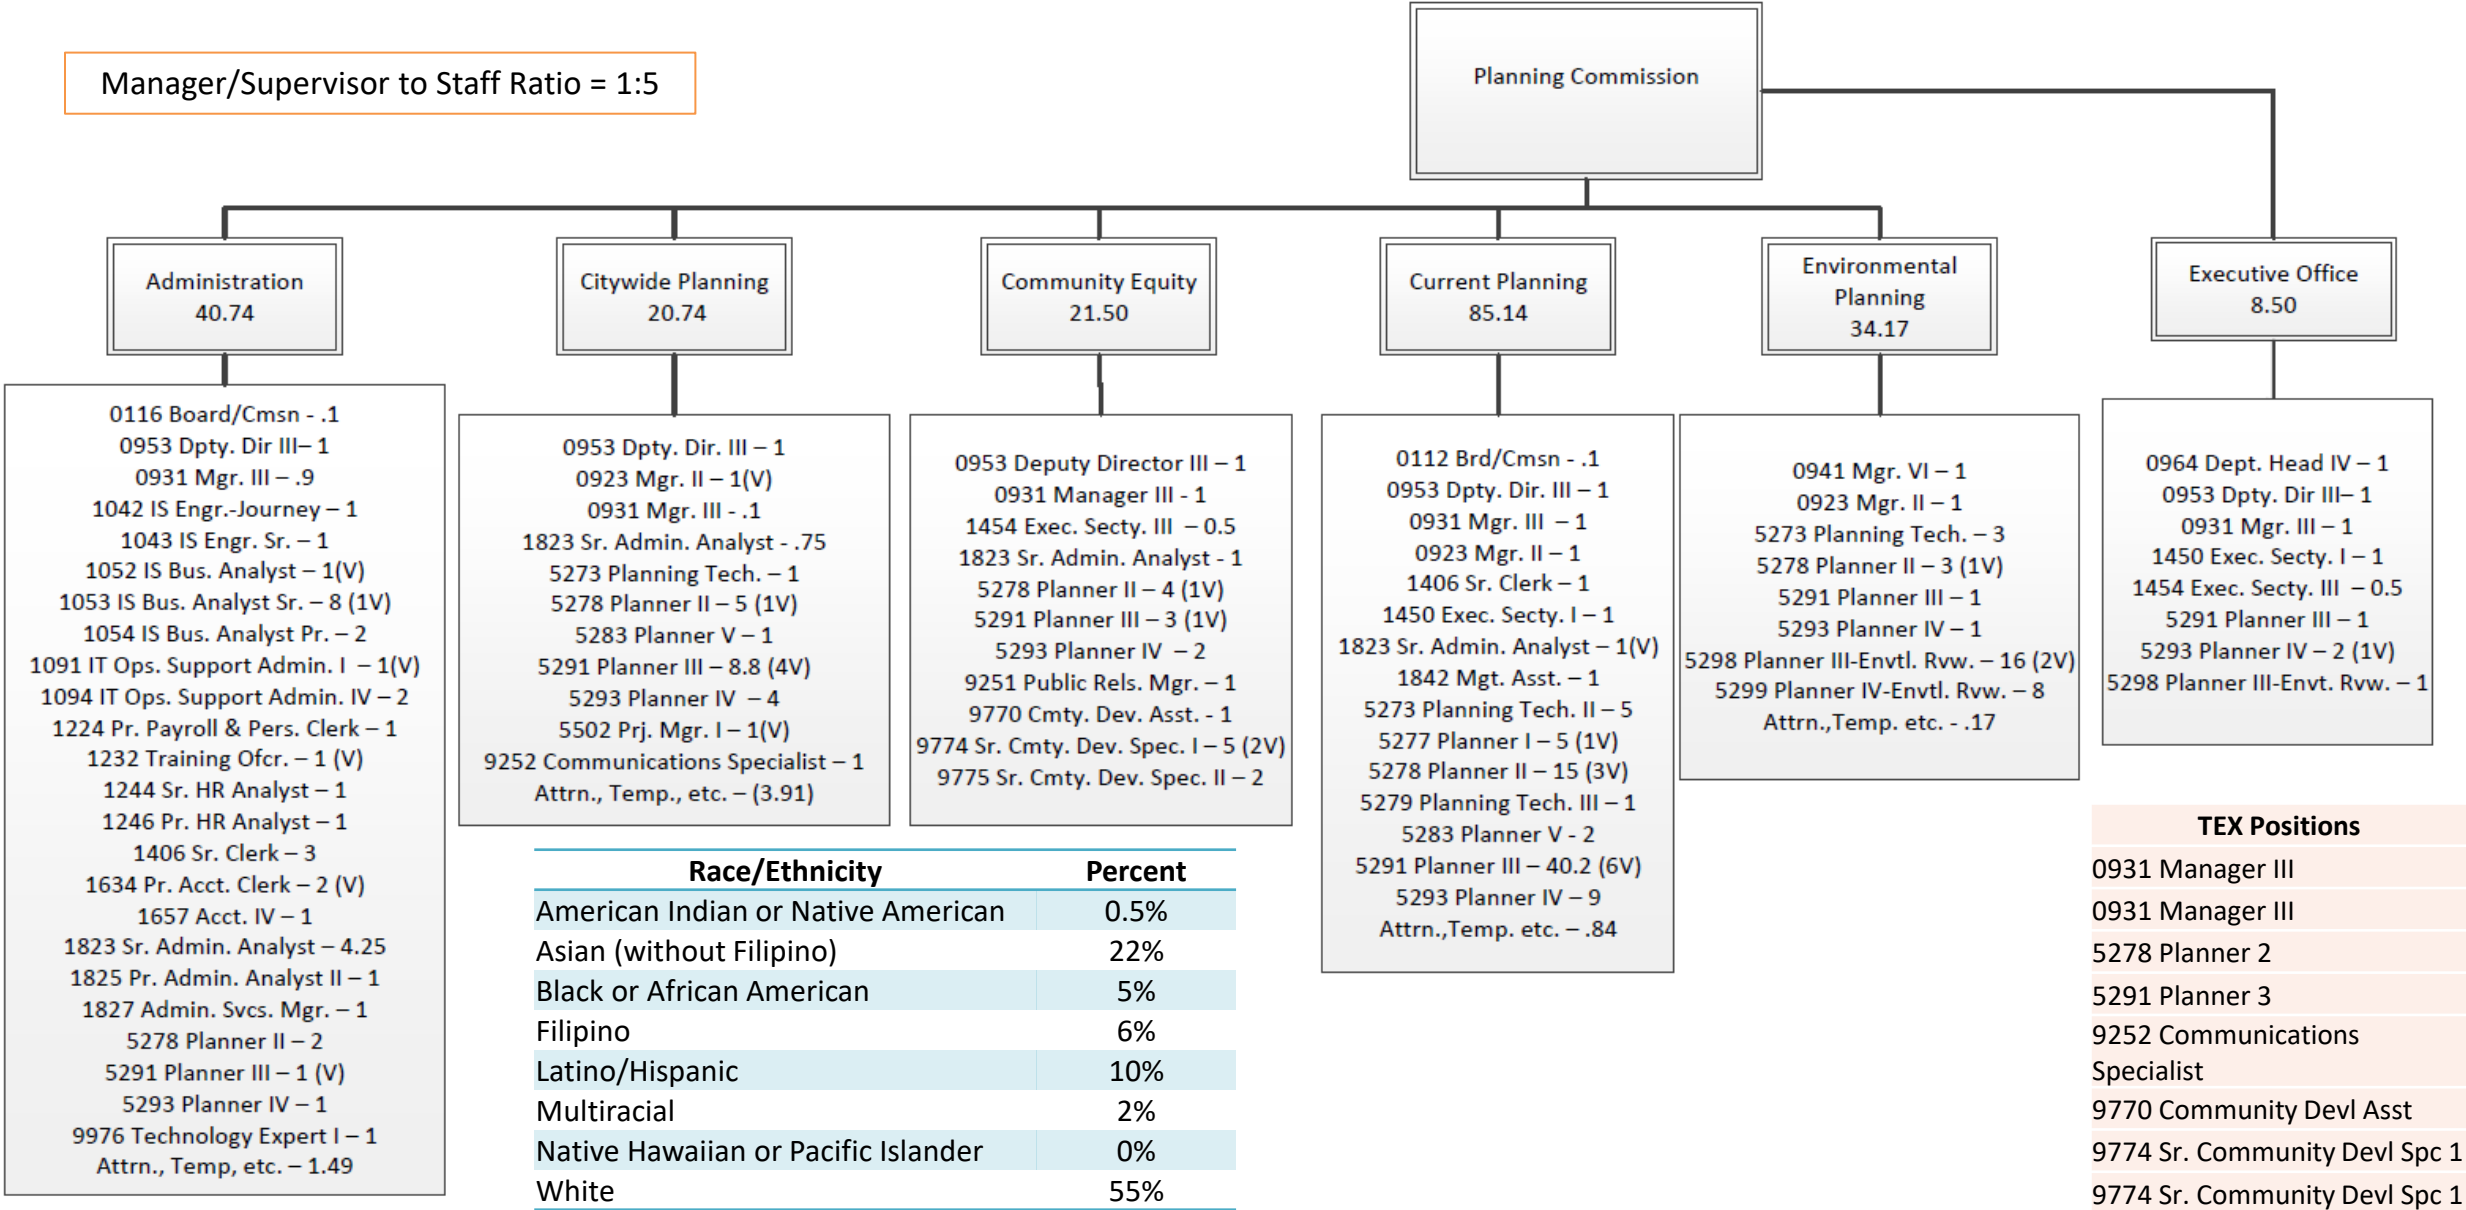 Manager/Supervisor to Staff Ratio = 1:5
Planning Commission
Administration
40.74
Citywide Planning
20.74
Community Equity
21.50
Current Planning
85.14
Environmental
Planning
34.17
Executive Office
8.50
0116 Board/Cmsn - .1
0953 Dpty. Dir III– 1
0931 Mgr. III – .9
1042 IS Engr.-Journey – 1
1043 IS Engr. Sr. – 1
1052 IS Bus. Analyst – 1(V)
1053 IS Bus. Analyst Sr. – 8 (1V)
1054 IS Bus. Analyst Pr. – 2
1091 IT Ops. Support Admin. I – 1(V)
1094 IT Ops. Support Admin. IV – 2
1224 Pr. Payroll & Pers. Clerk – 1
1232 Training Ofcr. – 1 (V)
1244 Sr. HR Analyst – 1
1246 Pr. HR Analyst – 1
1406 Sr. Clerk – 3
1634 Pr. Acct. Clerk – 2 (V)
1657 Acct. IV – 1
1823 Sr. Admin. Analyst – 4.25
1825 Pr. Admin. Analyst II – 1
1827 Admin. Svcs. Mgr. – 1
5278 Planner II – 2
5291 Planner III – 1 (V)
5293 Planner IV – 1
9976 Technology Expert I – 1
Attrn., Temp, etc. – 1.49
0953 Dpty. Dir. III – 1
0923 Mgr. II – 1(V)
0931 Mgr. III - .1
1823 Sr. Admin. Analyst - .75
5273 Planning Tech. – 1
5278 Planner II – 5 (1V)
5283 Planner V – 1
5291 Planner III – 8.8 (4V)
5293 Planner IV – 4
5502 Prj. Mgr. I – 1(V)
9252 Communications Specialist – 1
Attrn., Temp., etc. – (3.91)
0953 Deputy Director III – 1
0931 Manager III - 1
1454 Exec. Secty. III – 0.5
1823 Sr. Admin. Analyst - 1
5278 Planner II – 4 (1V)
5291 Planner III – 3 (1V)
5293 Planner IV – 2
9251 Public Rels. Mgr. – 1
9770 Cmty. Dev. Asst. - 1
9774 Sr. Cmty. Dev. Spec. I – 5 (2V)
9775 Sr. Cmty. Dev. Spec. II – 2
0112 Brd/Cmsn - .1
0953 Dpty. Dir. III – 1
0931 Mgr. III – 1
0923 Mgr. II – 1
1406 Sr. Clerk – 1
1450 Exec. Secty. I – 1
1823 Sr. Admin. Analyst – 1(V)
1842 Mgt. Asst. – 1
5273 Planning Tech. II – 5
5277 Planner I – 5 (1V)
5278 Planner II – 15 (3V)
5279 Planning Tech. III – 1
5283 Planner V - 2
5291 Planner III – 40.2 (6V)
5293 Planner IV – 9
Attrn.,Temp. etc. – .84
0941 Mgr. VI – 1
0923 Mgr. II – 1
5273 Planning Tech. – 3
5278 Planner II – 3 (1V)
5291 Planner III – 1
5293 Planner IV – 1
5298 Planner III-Envtl. Rvw. – 16 (2V)
5299 Planner IV-Envtl. Rvw. – 8
Attrn.,Temp. etc. - .17
0964 Dept. Head IV – 1
0953 Dpty. Dir III– 1
0931 Mgr. III – 1
1450 Exec. Secty. I – 1
1454 Exec. Secty. III – 0.5
5291 Planner III – 1
5293 Planner IV – 2 (1V)
5298 Planner III-Envt. Rvw. – 1
Race/Ethnicity Percent
American Indian or Native American 0.5%
Asian (without Filipino) 22%
Black or African American 5%
Filipino 6%
Latino/Hispanic 10%
Multiracial 2%
Native Hawaiian or Pacific Islander 0%
White 55%
TEX Positions
0931 Manager III
0931 Manager III
5278 Planner 2
5291 Planner 3
9252 Communications
Specialist
9770 Community Devl Asst
9774 Sr. Community Devl Spc 1
9774 Sr. Community Devl Spc 1